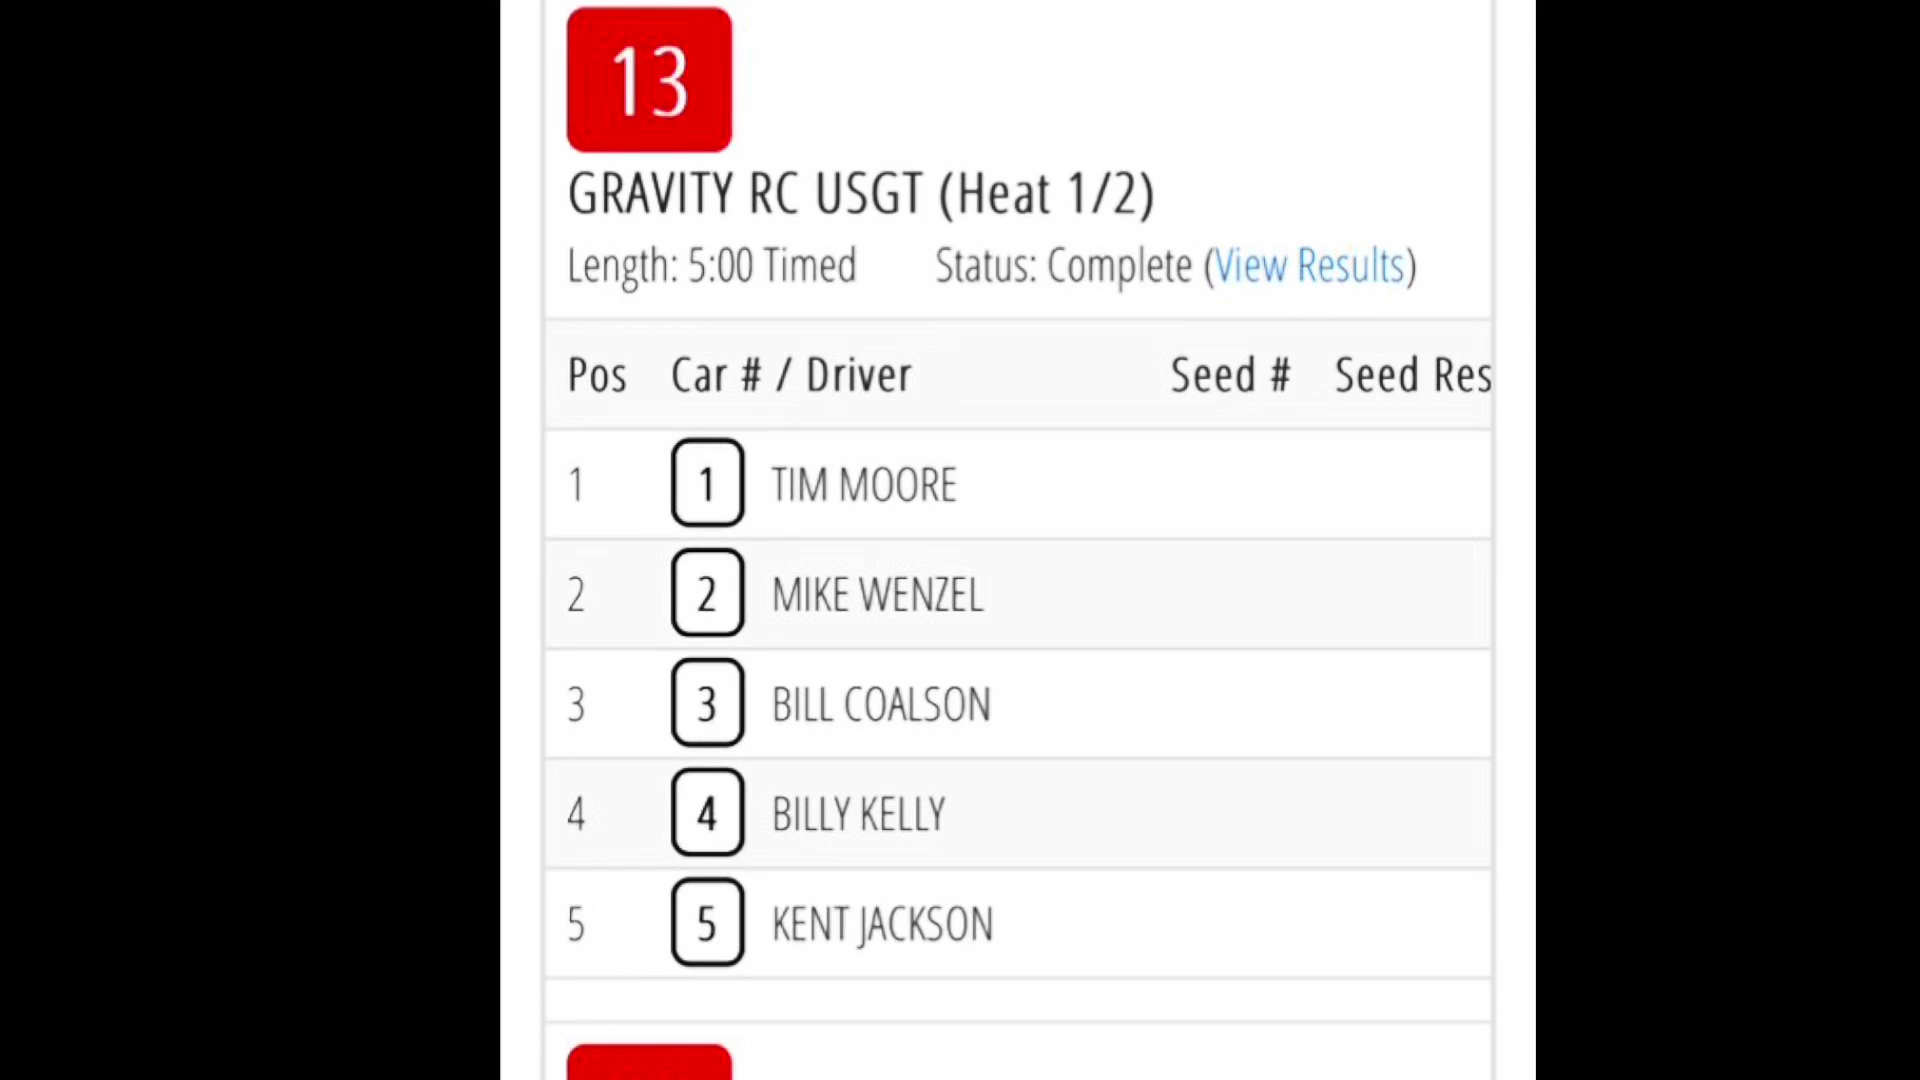 13
GRAVITY RC USGT (Heat 1/2)
Length: 5:00 Timed Status: Complete (View Results)
Pos Car # / Driver Seed # Seed Res
1 1 TIM MOORE
2 2 MIKE WENZEL
3 3 BILL COALSON
4 4 BILLY KELLY
5 5 KENT JACKSON